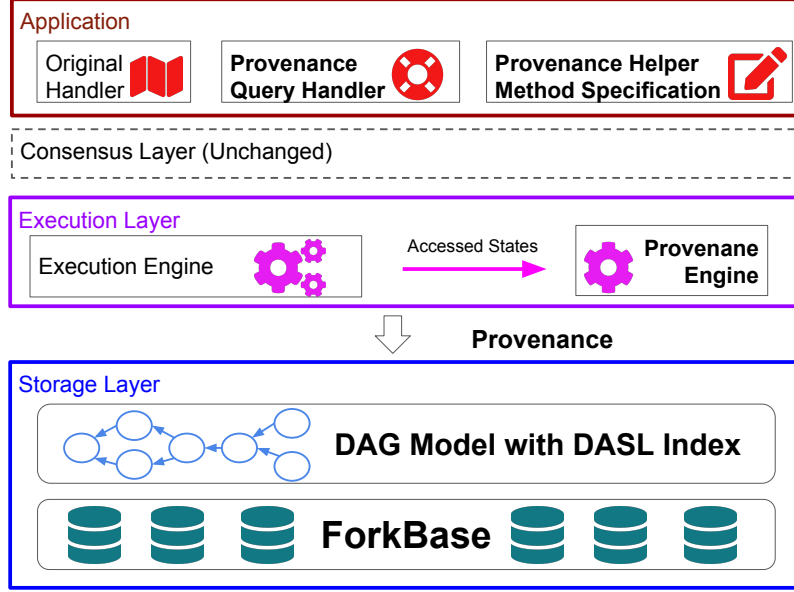 Application
Original
Handler
Provenance
Query Handler
Provenance Helper
Method Specification
Consensus Layer (Unchanged)
Execution Layer
Execution Engine
Accessed States
Provenane
Engine
Provenance
Storage Layer
DAG Model with DASL Index
ForkBase